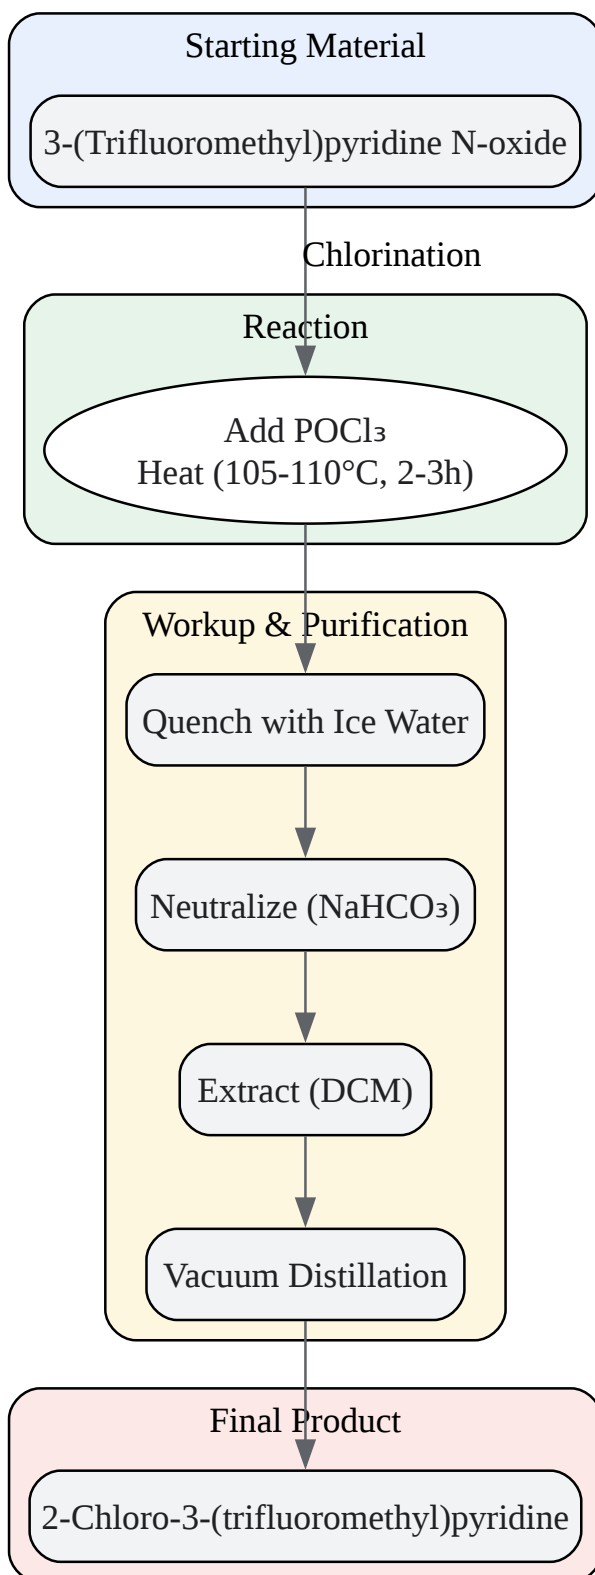 Starting Material
3-(Trifluoromethyl)pyridine N-oxide
Chlorination
Reaction
Add POCl₃
Heat (105-110°C, 2-3h)
Workup & Purification
Quench with Ice Water
Neutralize (NaHCO₃)
Extract (DCM)
Vacuum Distillation
Final Product
2-Chloro-3-(trifluoromethyl)pyridine